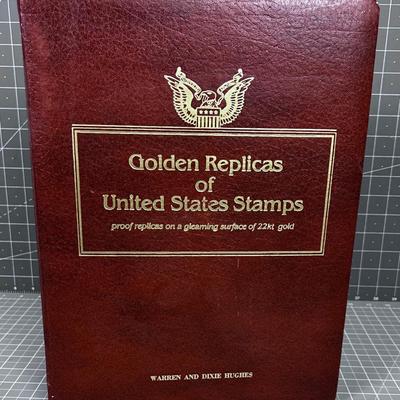 Golden Replicas
of
United States Stamps
proof replicas on a gleaming surface of 22kt gold
WARREN AND DIXIE HUGHES